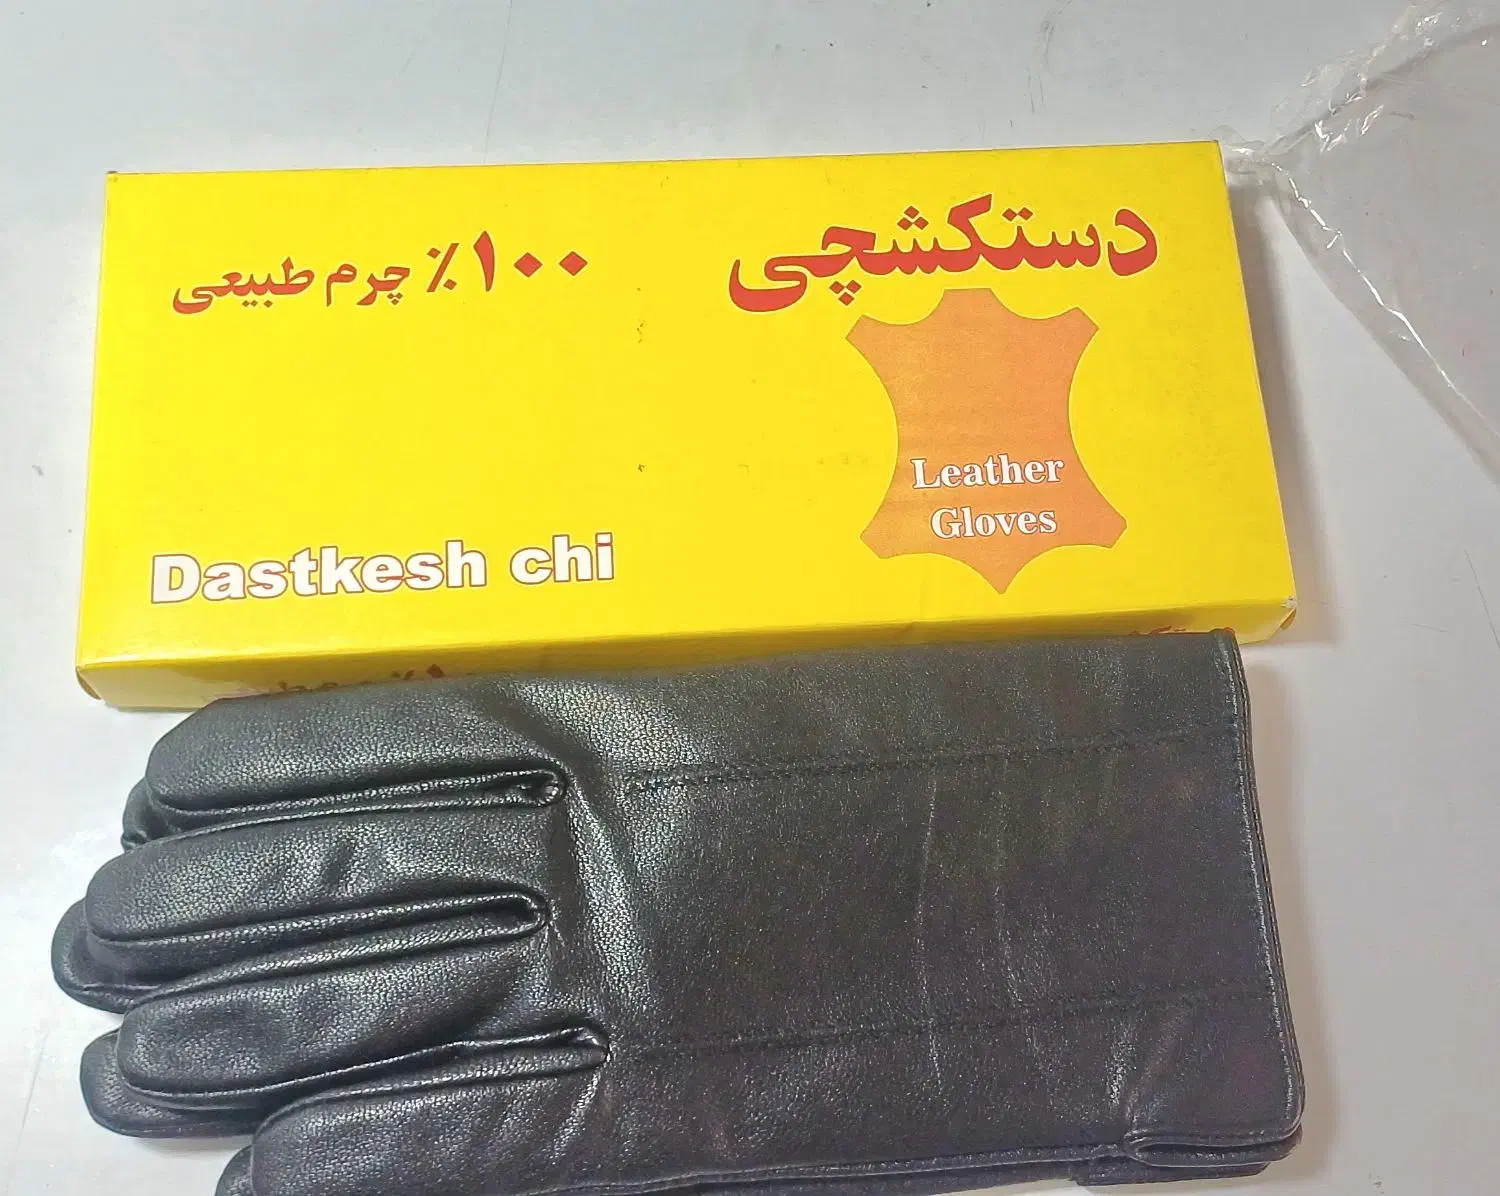 دستکشچی
۱۰۰٪ چرم طبیعی
Leather
Gloves
Dastkesh chi